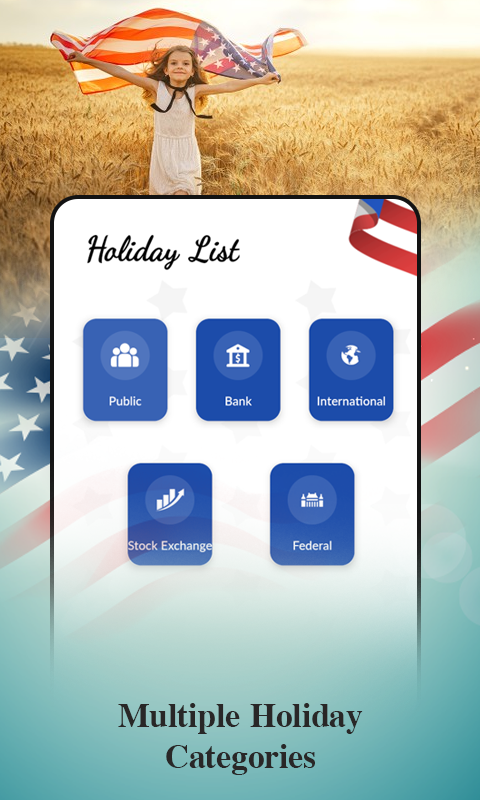 Holiday List
Public
Bank
International
Stock Exchange
Federal
Multiple Holiday
Categories